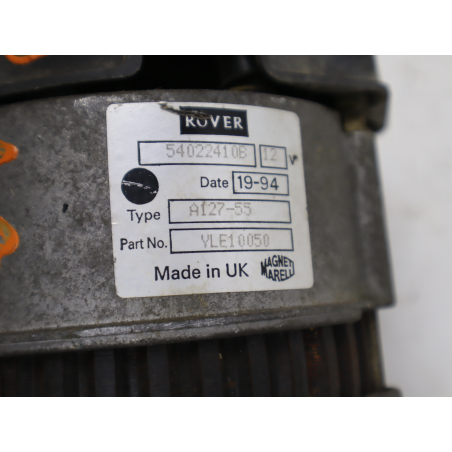 ROVER
54022410B 12 V
Date 19-94
Type A127-55
Part No. YLE10050
Made in UK MAGNETI
MARELLI